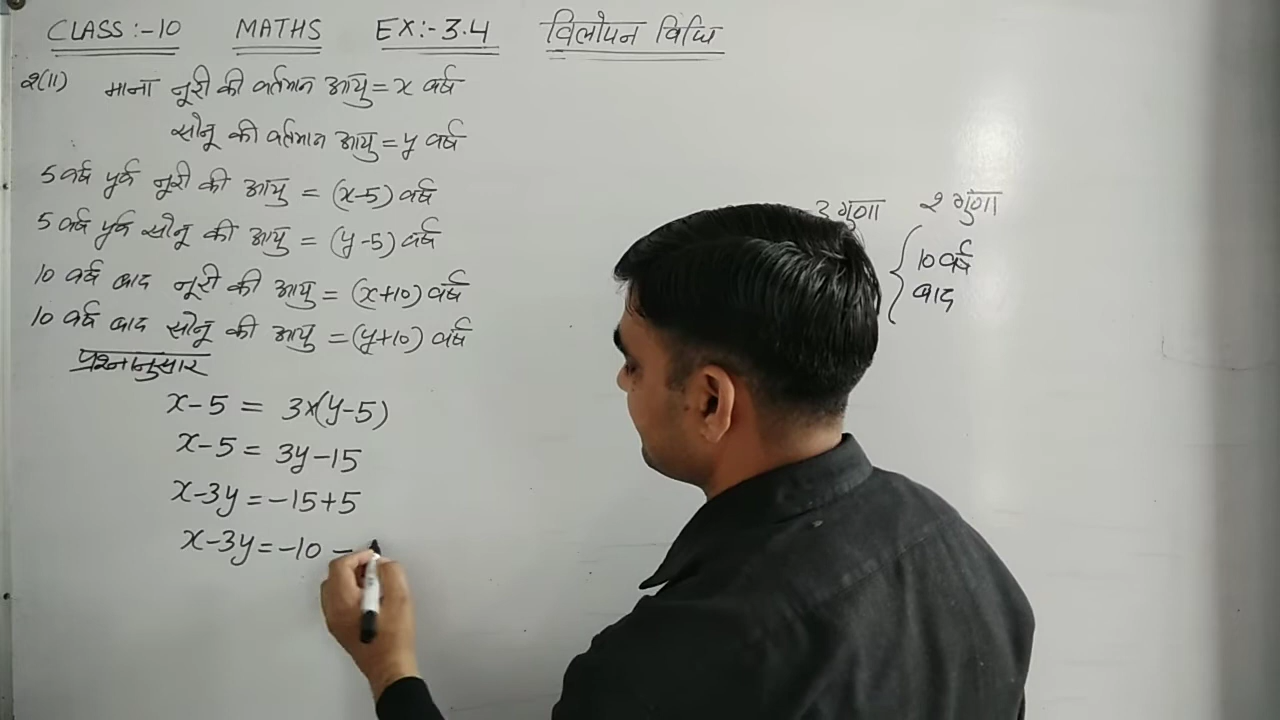 CLASS :-10 MATHS EX:- 3.4 विलोपन विधि
2(II) माना नूरी की वर्तमान आयु = x वर्ष
सोनू की वर्तमान आयु = y वर्ष
5 वर्ष पूर्व नूरी की आयु = (x-5) वर्ष
5 वर्ष पूर्व सोनू की आयु = (y-5) वर्ष
10 वर्ष बाद नूरी की आयु = (x+10) वर्ष
10 वर्ष बाद सोनू की आयु = (y+10) वर्ष
प्रश्नानुसार
x-5 = 3x(y-5)
x-5 = 3y-15
x-3y = -15+5
x-3y = -10 -
3 गुणा 2 गुणा
{ 10 वर्ष
बाद